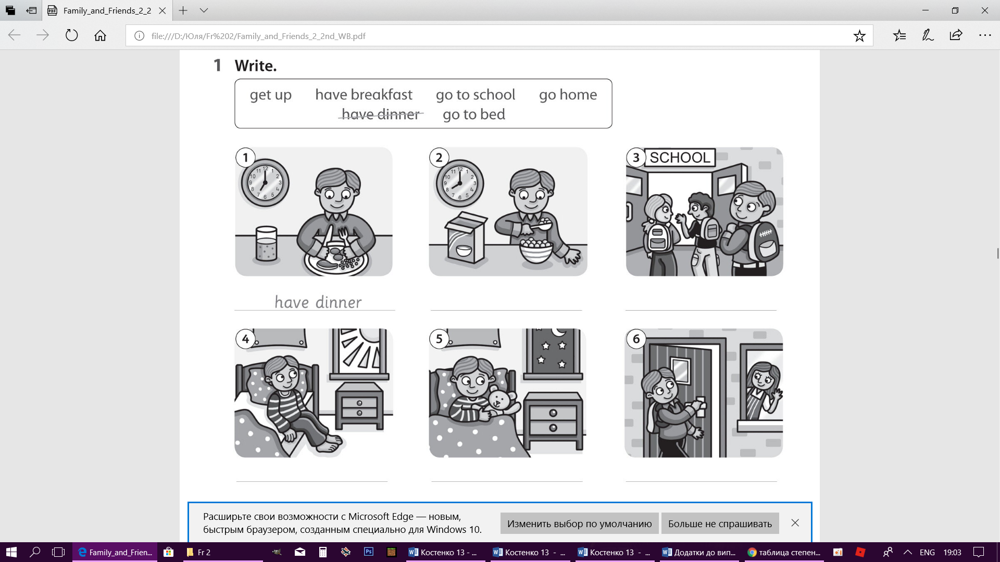 Family_and_Friends_2_2
file:///D:/Юля/Fr%202/Family_and_Friends_2_2nd_WB.pdf
1 Write.
get up have breakfast go to school go home
have dinner go to bed
1
2
3 SCHOOL
have dinner
4
5
6
Расширьте свои возможности с Microsoft Edge — новым,
быстрым браузером, созданным специально для Windows 10.
Изменить выбор по умолчанию Больше не спрашивать
Family_and_Frien... Fr 2 Ps Костенко 13 - ... Костенко 13 - ... Костенко 13 - ... Додатки до вип... таблица степен... ENG 19:03